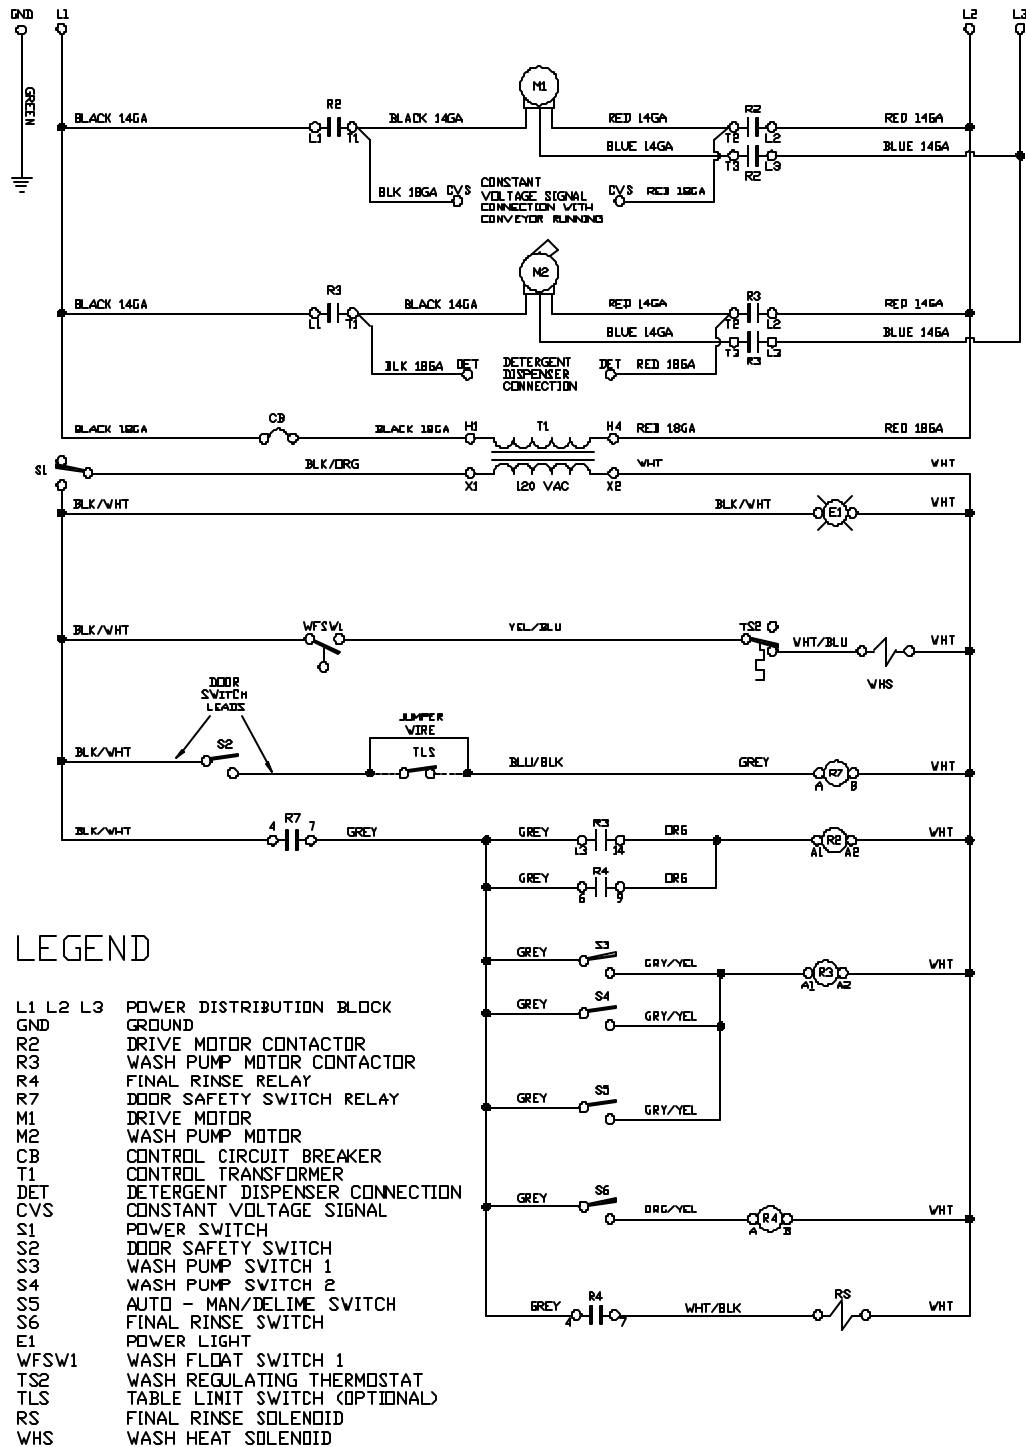 GND L1 L2 L3
GREEN
M1
BLACK 14GA R2 BLACK 14GA RED 14GA R2 RED 14GA
L1 T1 T2 L2
BLUE 14GA BLUE 14GA
T3 R2 L3
BLK 18GA CVS CONSTANT CVS RED 18GA
VOLTAGE SIGNAL
CONNECTION WITH
CONVEYOR RUNNING
M2
BLACK 14GA R3 BLACK 14GA RED 14GA R3 RED 14GA
L1 T1 T2 L2
BLUE 14GA BLUE 14GA
T3 R3 L3
BLK 18GA DET DETERGENT DET RED 18GA
DISPENSER
CONNECTION
BLACK 18GA CB BLACK 18GA H1 T1 H4 RED 18GA RED 18GA
S1 BLK/ORG WHT WHT
X1 120 VAC X2
BLK/WHT BLK/WHT E1 WHT
BLK/WHT WFSW1 YEL/BLU TS2 WHT/BLU WHT
WHS
DOOR
SWITCH
LEADS
JUMPER
WIRE
BLK/WHT S2 TLS BLU/BLK GREY R7 WHT
A B
BLK/WHT 4 R7 7 GREY GREY R3 ORG R2 WHT
13 14 A1 A2
GREY R4 ORG
6 9
GREY S3 GRY/YEL R3 WHT
A1 A2
GREY S4 GRY/YEL
GREY S5 GRY/YEL
GREY S6 ORG/YEL R4 WHT
A B
GREY R4 WHT/BLK RS WHT
4 7
LEGEND
L1 L2 L3 POWER DISTRIBUTION BLOCK
GND GROUND
R2 DRIVE MOTOR CONTACTOR
R3 WASH PUMP MOTOR CONTACTOR
R4 FINAL RINSE RELAY
R7 DOOR SAFETY SWITCH RELAY
M1 DRIVE MOTOR
M2 WASH PUMP MOTOR
CB CONTROL CIRCUIT BREAKER
T1 CONTROL TRANSFORMER
DET DETERGENT DISPENSER CONNECTION
CVS CONSTANT VOLTAGE SIGNAL
S1 POWER SWITCH
S2 DOOR SAFETY SWITCH
S3 WASH PUMP SWITCH 1
S4 WASH PUMP SWITCH 2
S5 AUTO - MAN/DELIME SWITCH
S6 FINAL RINSE SWITCH
E1 POWER LIGHT
WFSW1 WASH FLOAT SWITCH 1
TS2 WASH REGULATING THERMOSTAT
TLS TABLE LIMIT SWITCH (OPTIONAL)
RS FINAL RINSE SOLENOID
WHS WASH HEAT SOLENOID